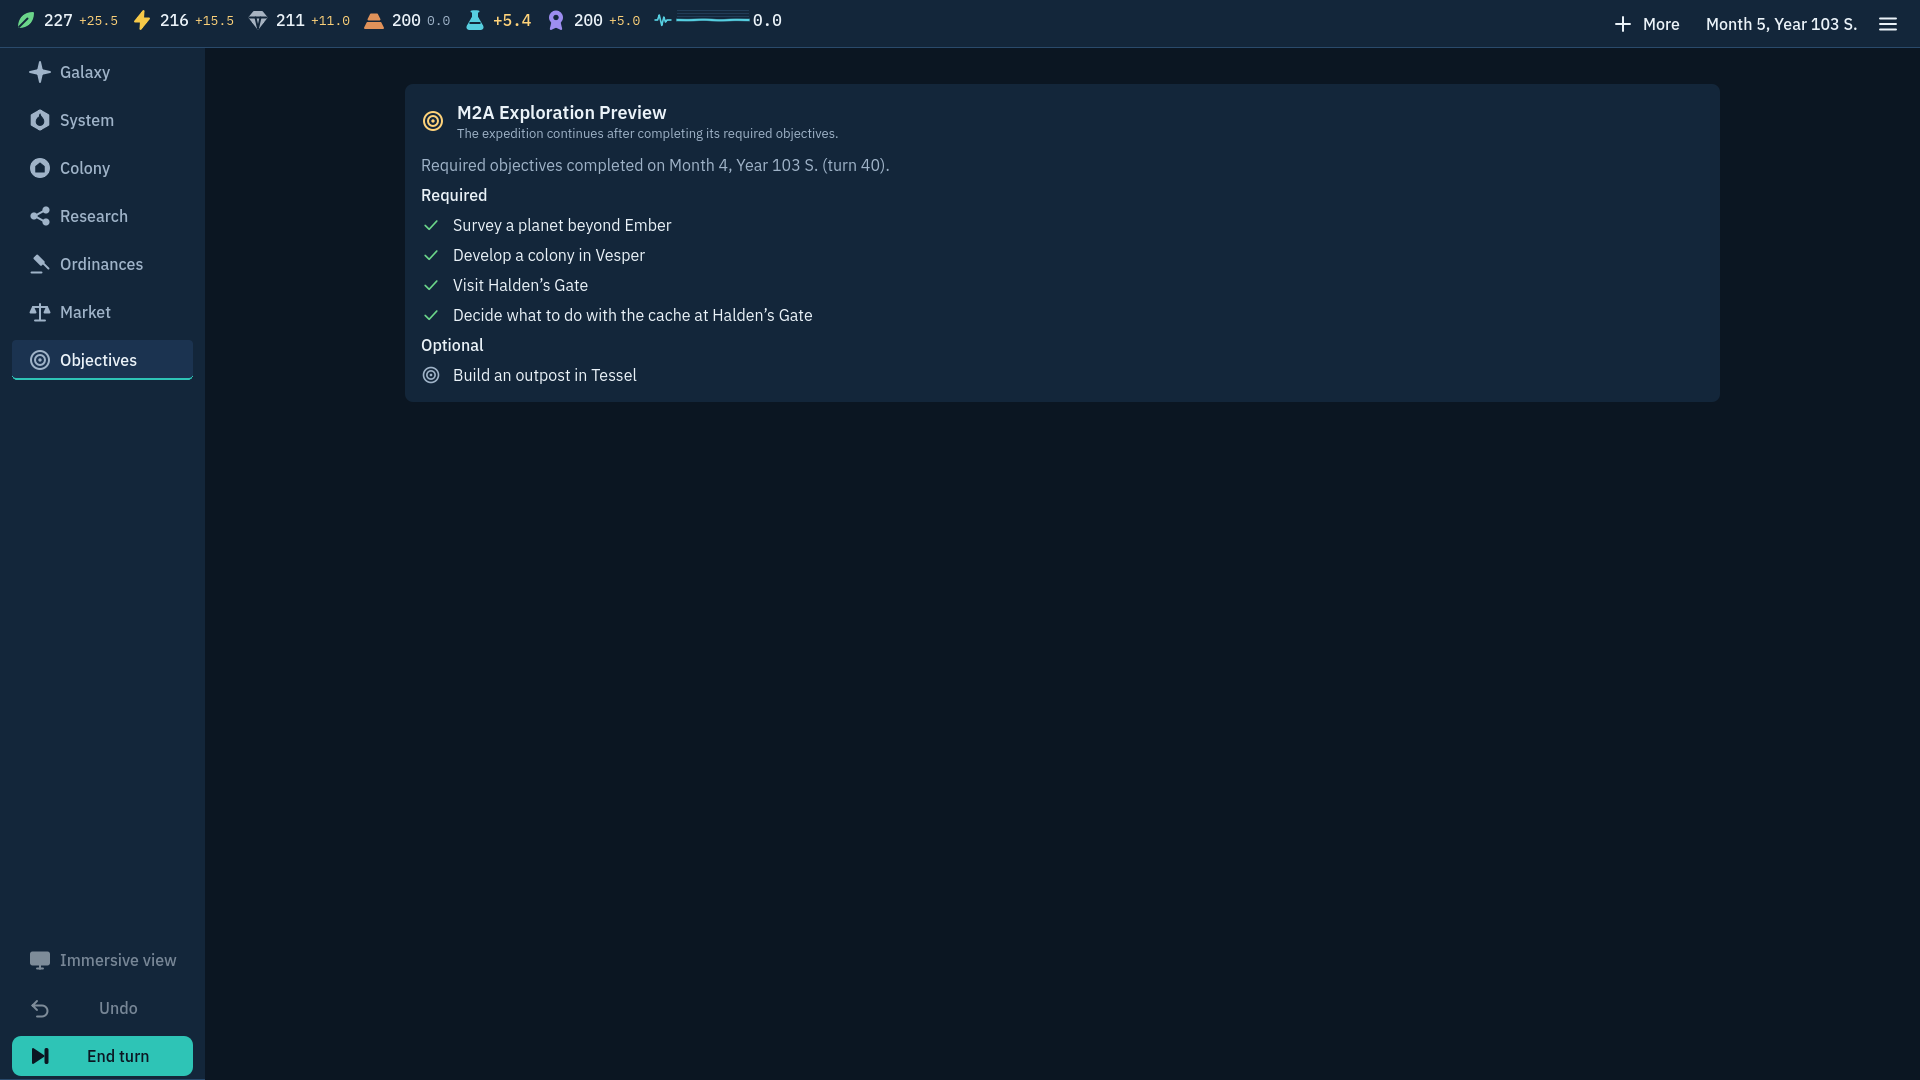 227 +25.5 216 +15.5 211 +11.0 200 0.0 +5.4 200 +5.0 0.0 More Month 5, Year 103 S.
Galaxy
System
Colony
Research
Ordinances
Market
Objectives
M2A Exploration Preview
The expedition continues after completing its required objectives.
Required objectives completed on Month 4, Year 103 S. (turn 40).
Required
Survey a planet beyond Ember
Develop a colony in Vesper
Visit Halden’s Gate
Decide what to do with the cache at Halden’s Gate
Optional
Build an outpost in Tessel
Immersive view
Undo
End turn